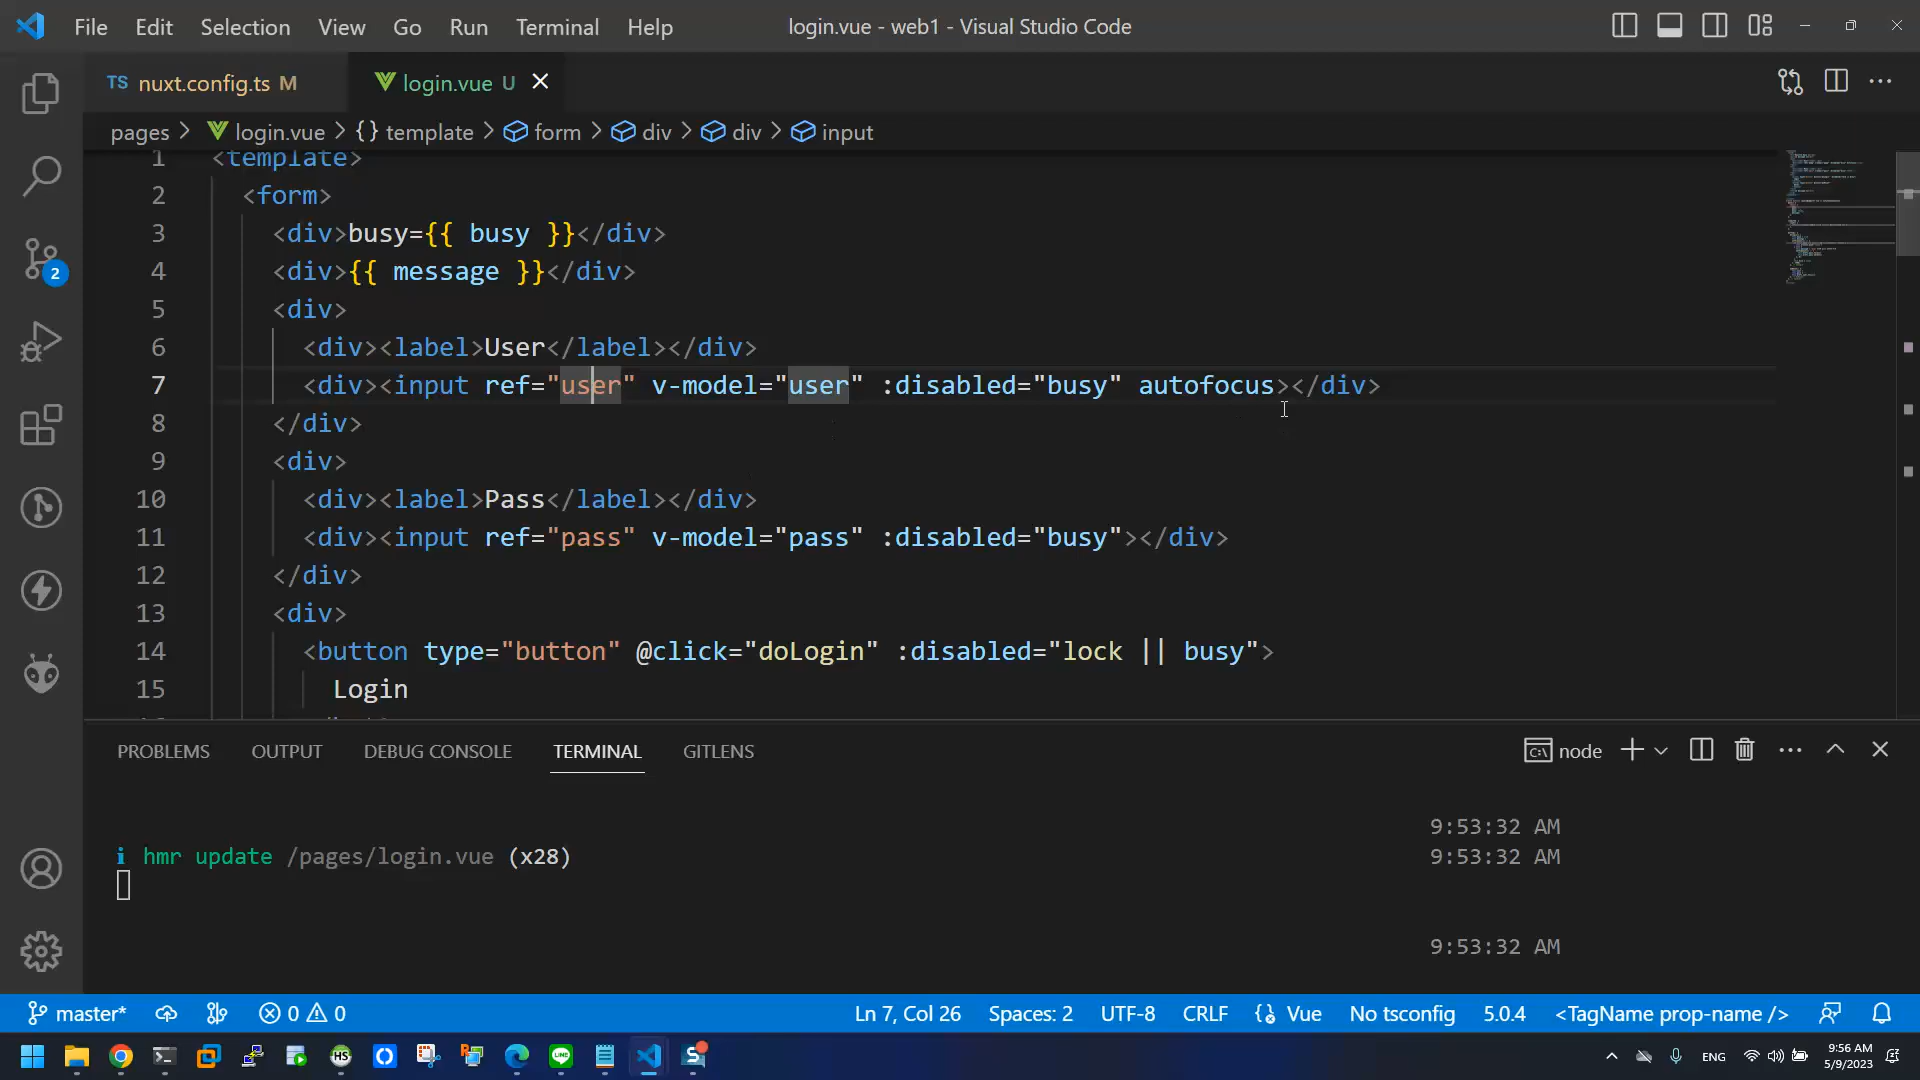 File Edit Selection View Go Run Terminal Help login.vue - web1 - Visual Studio Code
TS nuxt.config.ts M login.vue U
pages > login.vue > {} template > form > div > div > input
1 <template>
2 <form>
3 <div>busy={{ busy }}</div>
4 <div>{{ message }}</div>
5 <div>
6 <div><label>User</label></div>
7 <div><input ref="user" v-model="user" :disabled="busy" autofocus></div>
8 </div>
9 <div>
10 <div><label>Pass</label></div>
11 <div><input ref="pass" v-model="pass" :disabled="busy"></div>
12 </div>
13 <div>
14 <button type="button" @click="doLogin" :disabled="lock || busy">
15 Login
2
PROBLEMS OUTPUT DEBUG CONSOLE TERMINAL GITLENS node
9:53:32 AM
i hmr update /pages/login.vue (x28) 9:53:32 AM
9:53:32 AM
master* 0 0 Ln 7, Col 26 Spaces: 2 UTF-8 CRLF {} Vue No tsconfig 5.0.4 <TagName prop-name />
HS ENG 9:56 AM
5/9/2023